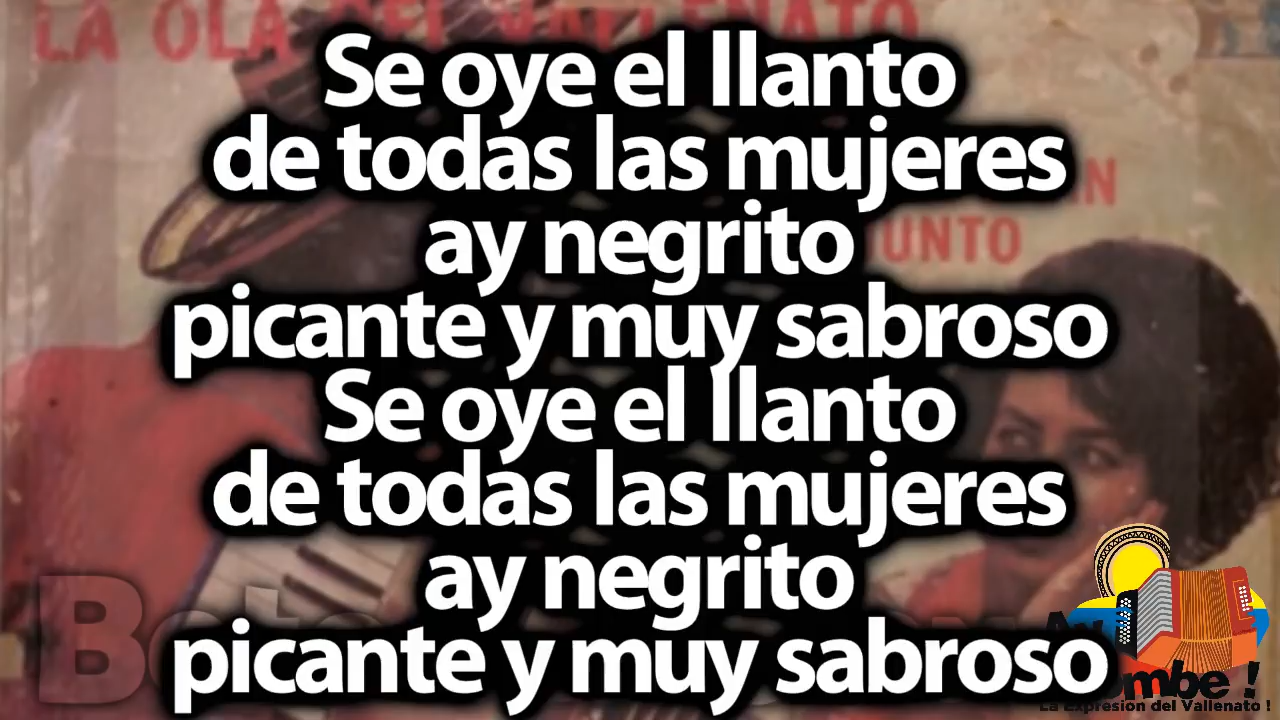 LA OLA DEL VALLENATO
Se oye el llanto
de todas las mujeres
ay negrito
picante y muy sabroso
Se oye el llanto
de todas las mujeres
ay negrito
picante y muy sabroso
La Expresión del Vallenato !